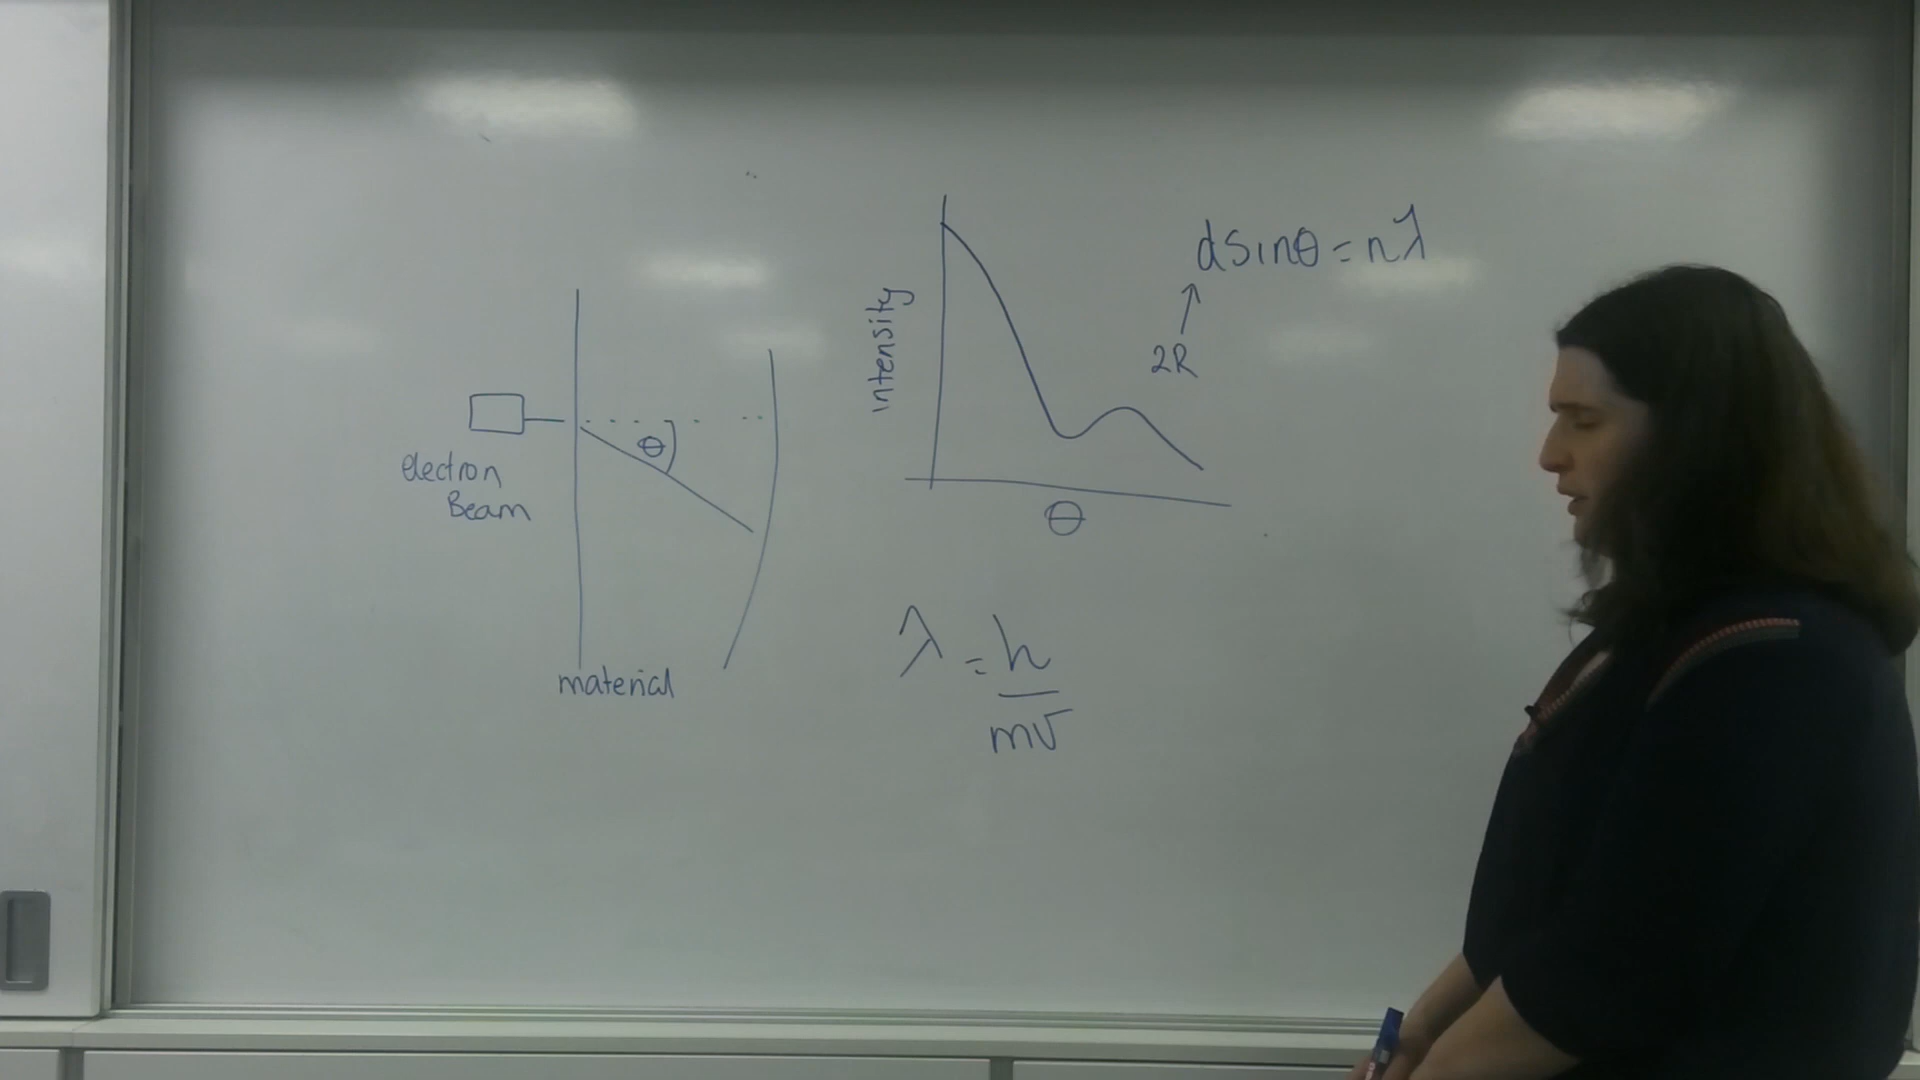 electron
Beam
θ
material
intensity
θ
dsinθ = nλ
2R
λ = h
mv